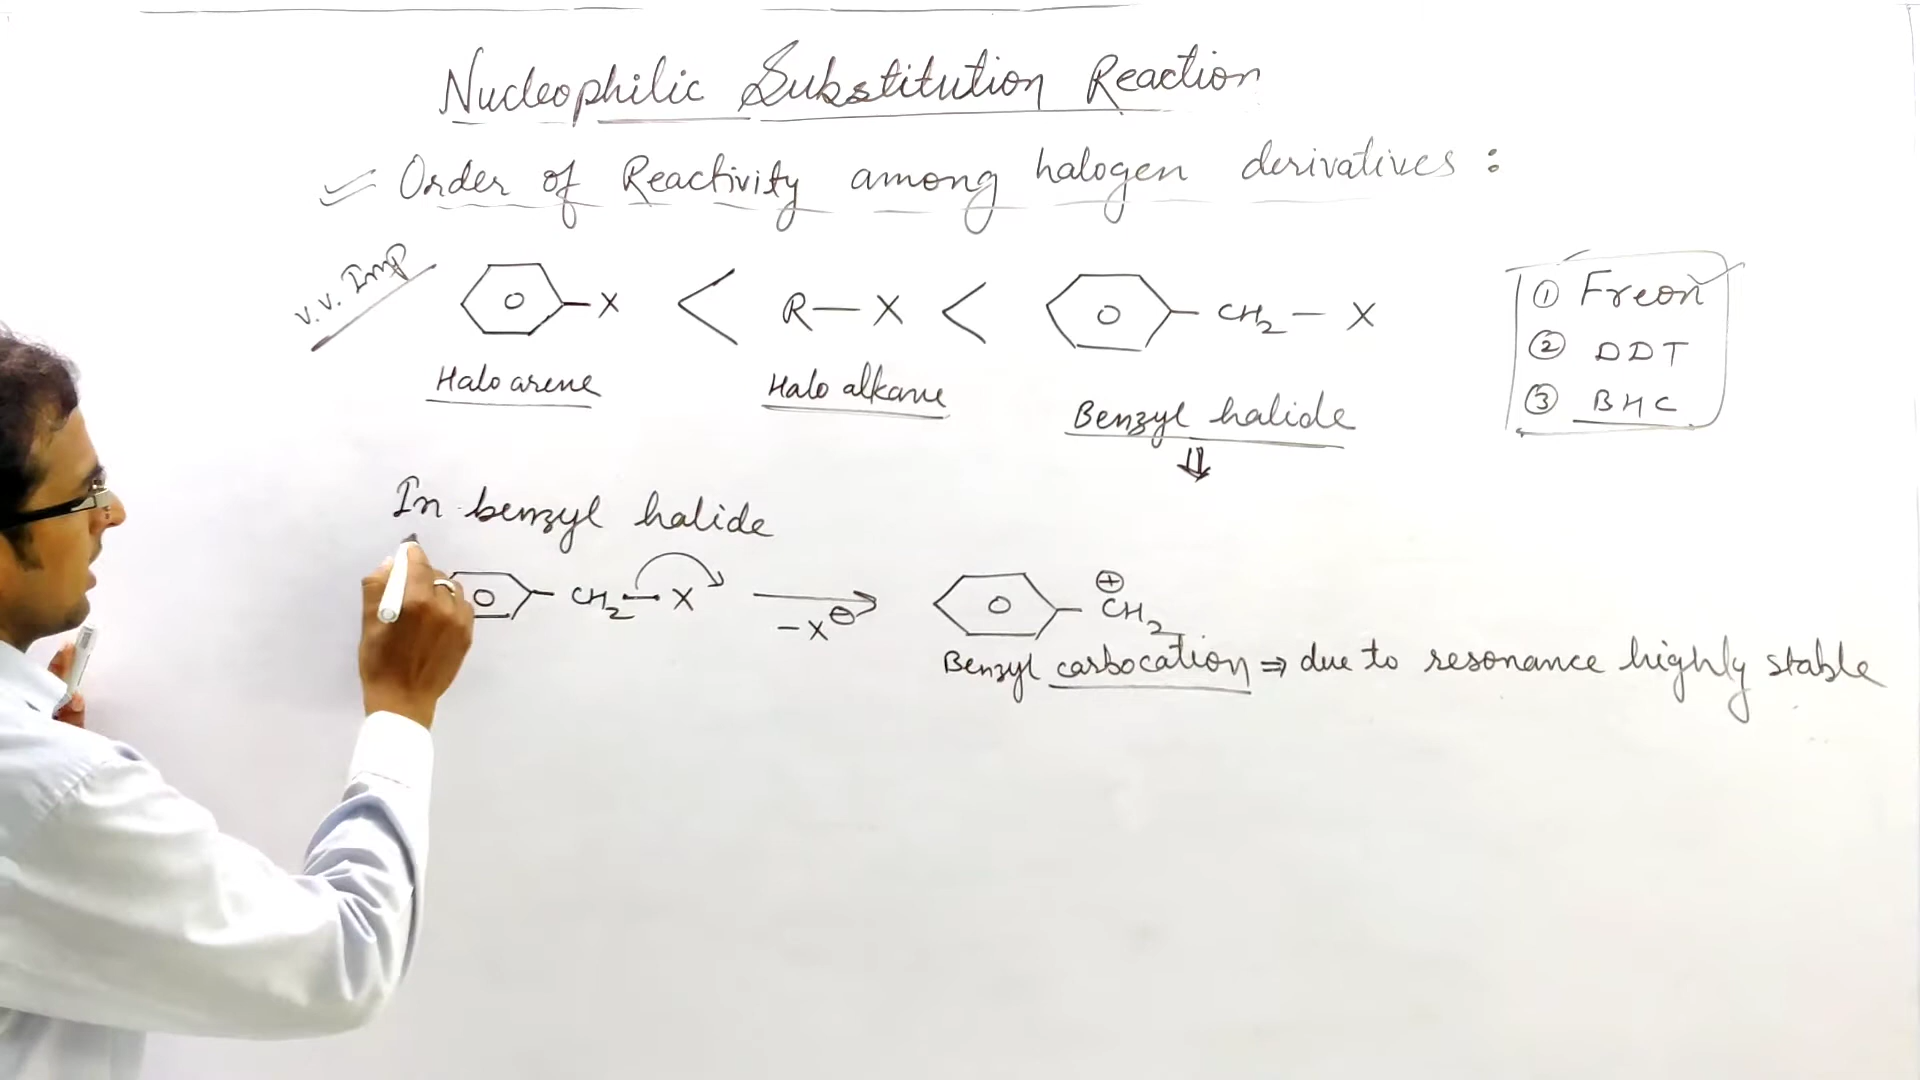 Nucleophilic Substitution Reaction
Order of Reactivity among halogen derivatives :
V.V. Imp
X < R—X < CH2—X
Halo arene
Halo alkane
Benzyl halide
① Freon
② DDT
③ BHC
In benzyl halide
CH2—X
−X⊖
⊕
CH2
Benzyl carbocation ⇒ due to resonance highly stable